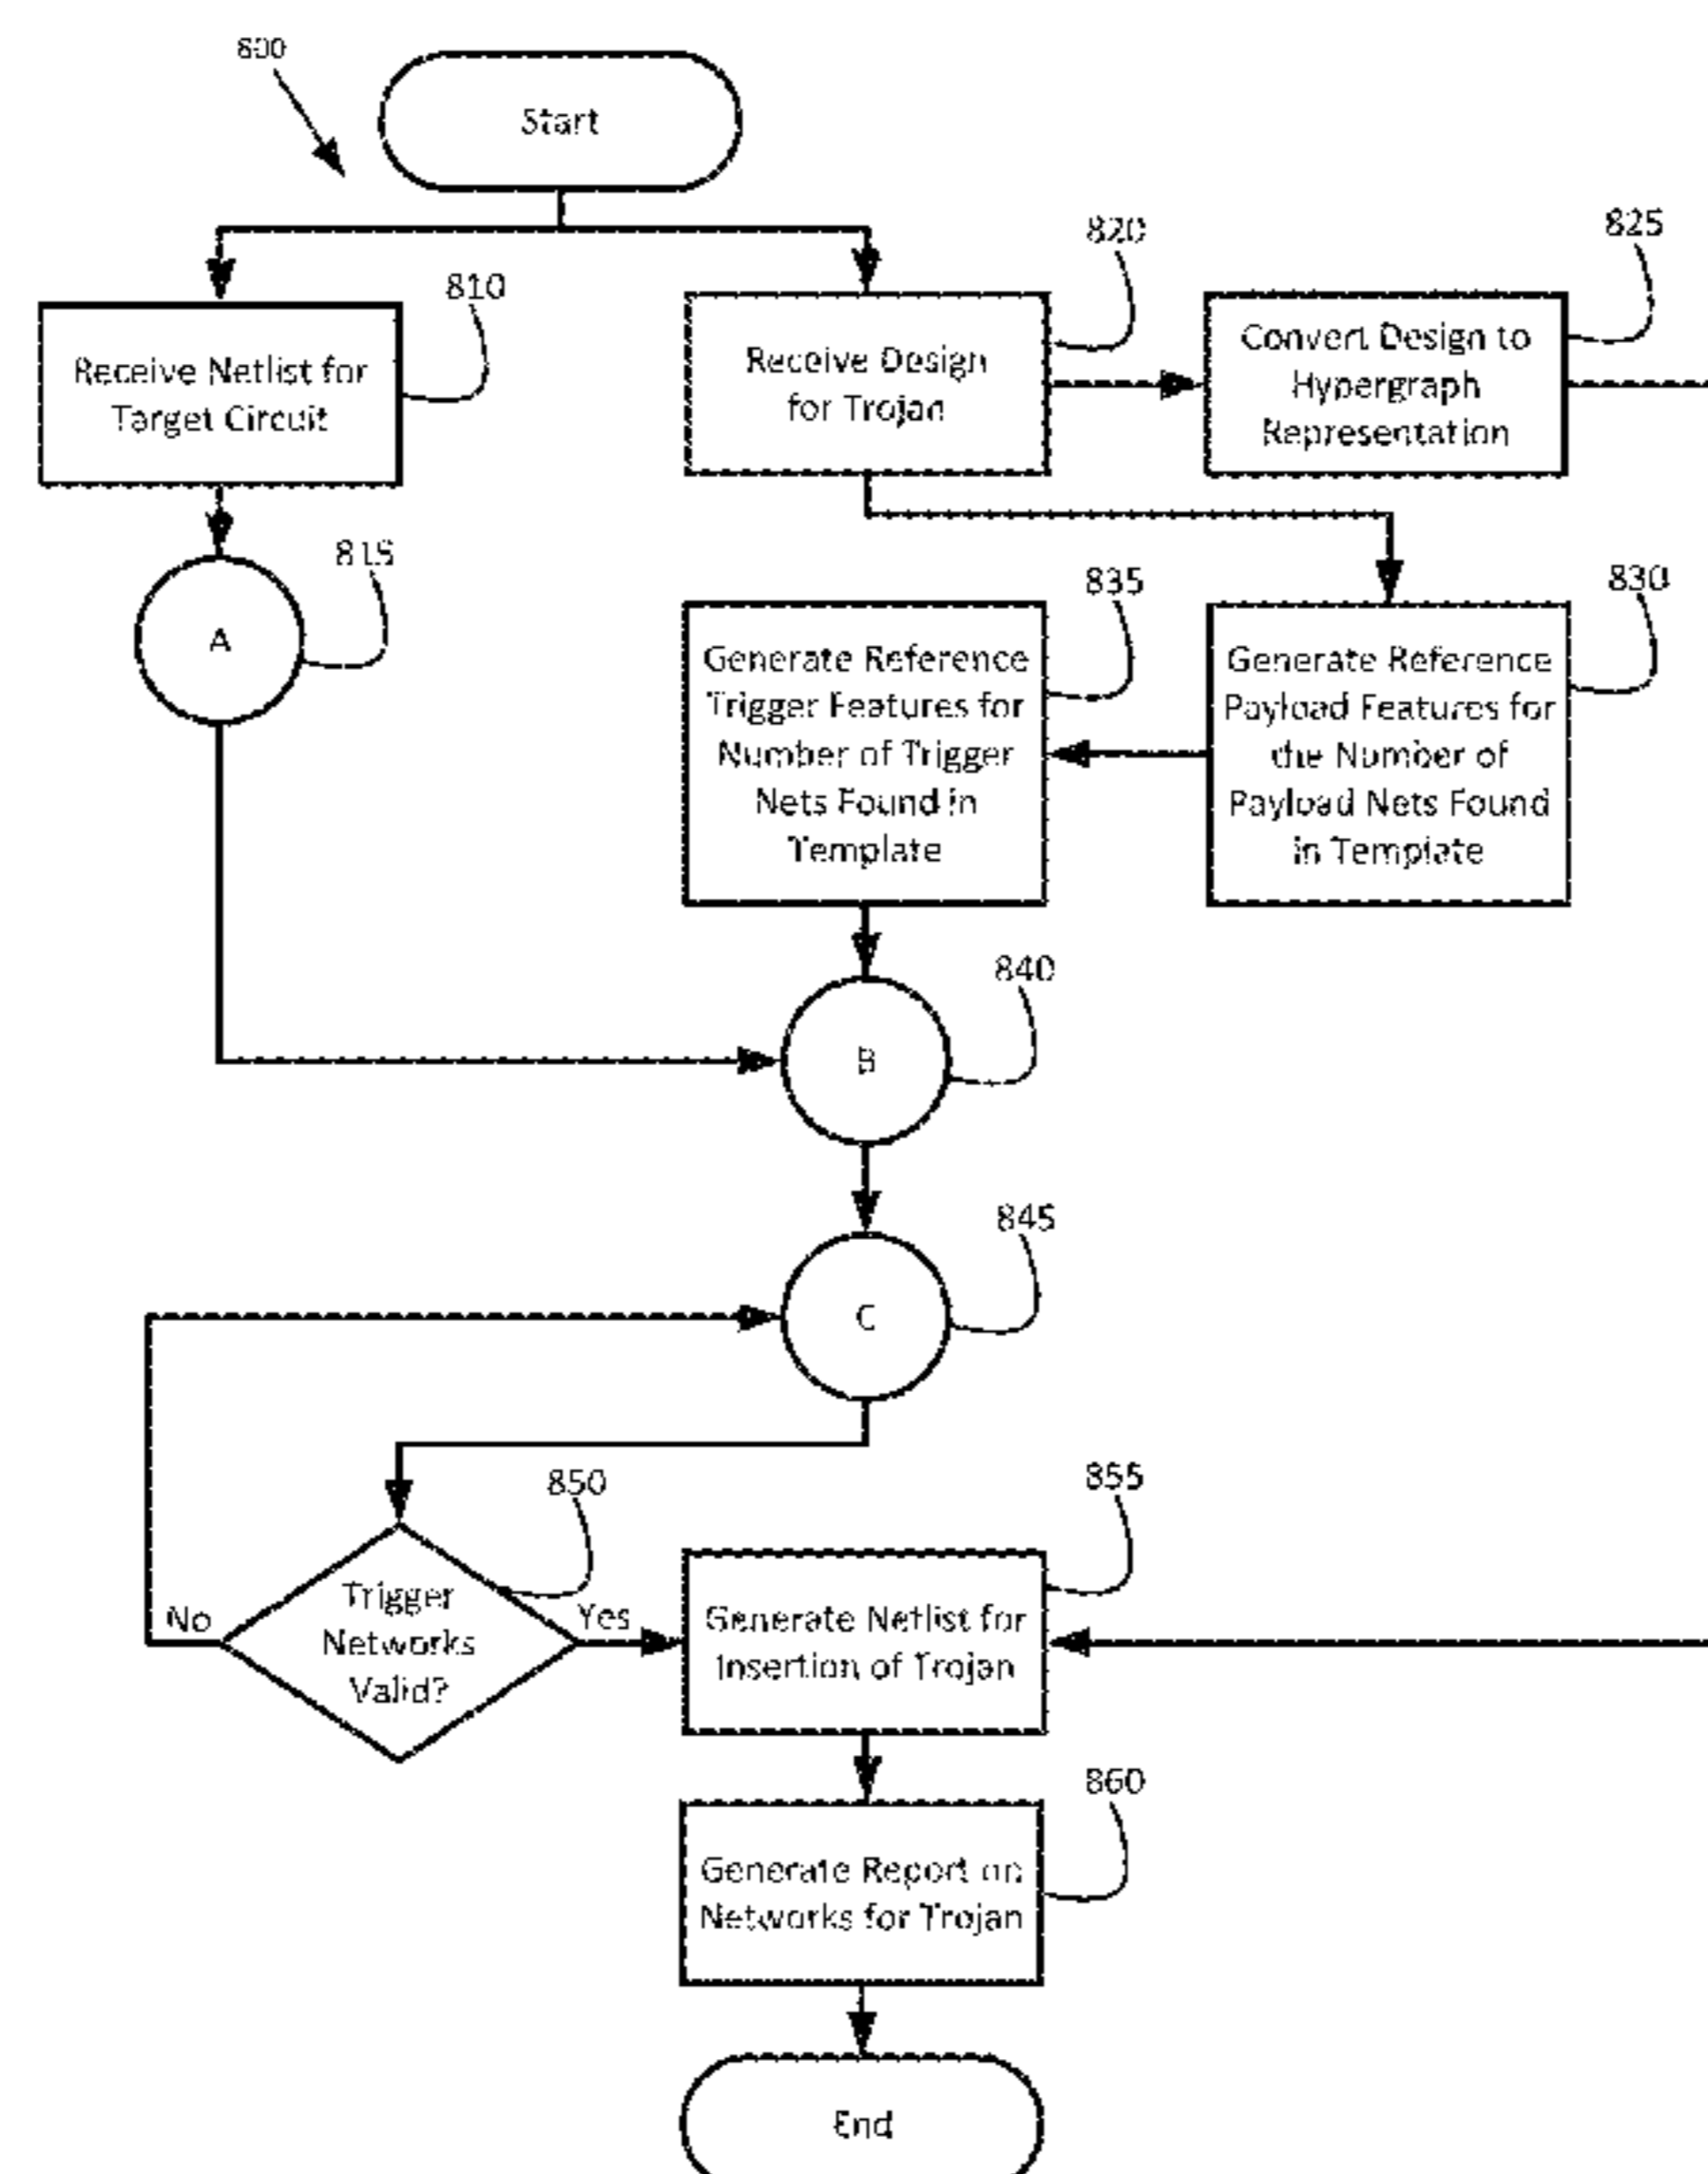 800
Start
820
825
810
Receive Netlist for
Target Circuit
Receive Design
for Trojan
Convert Design to
Hypergraph
Representation
815
A
835
830
Generate Reference
Trigger Features for
Number of Trigger
Nets Found in
Template
Generate Reference
Payload Features for
the Number of
Payload Nets Found
in Template
840
B
845
C
850
855
Trigger
Networks
Valid?
No
Yes
Generate Netlist for
Insertion of Trojan
860
Generate Report on
Networks for Trojan
End